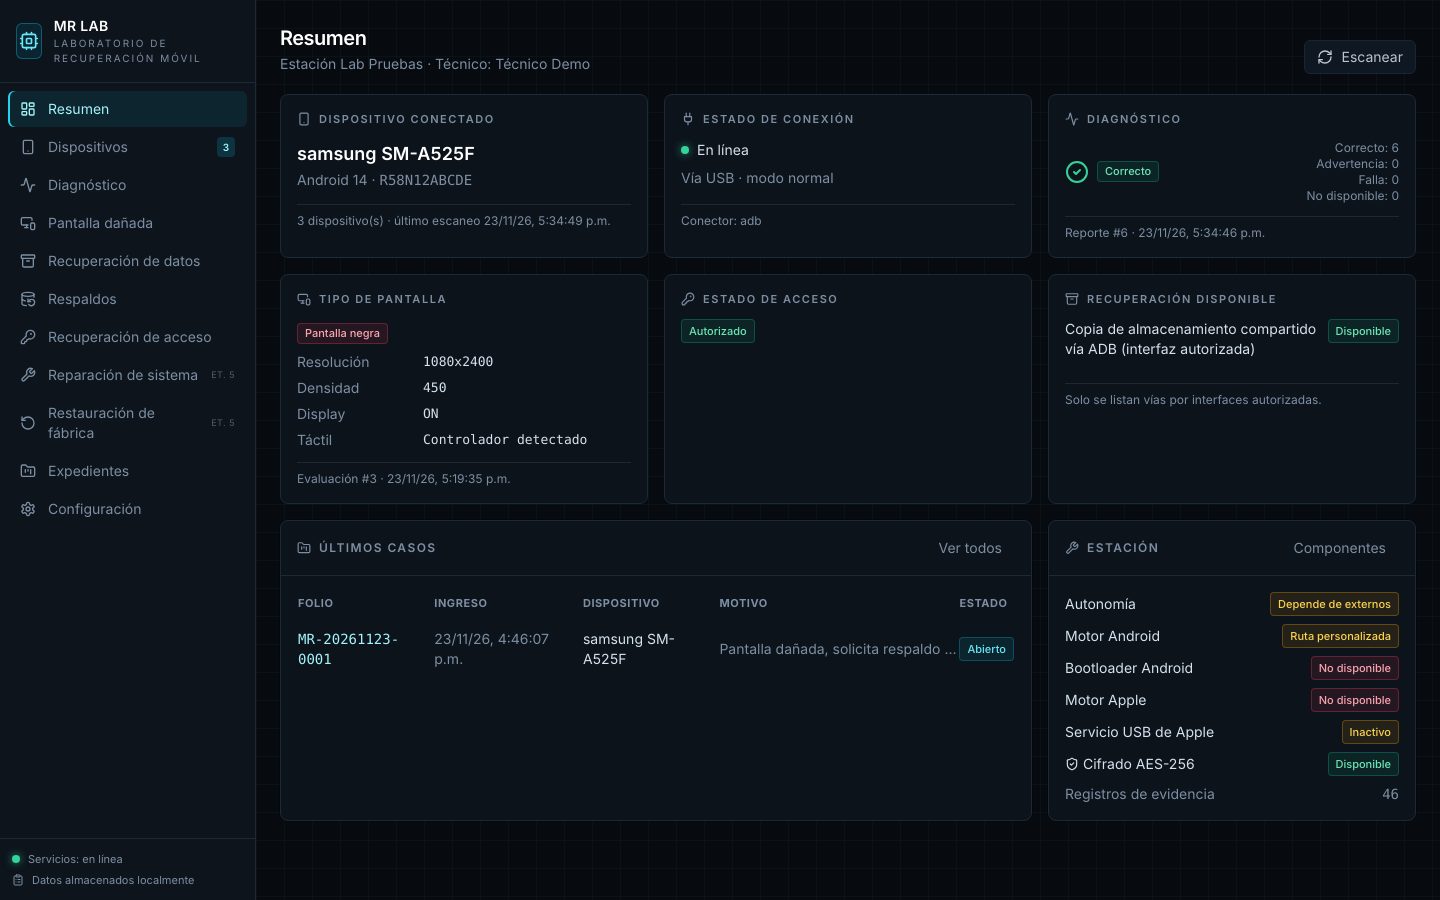 MR LAB
LABORATORIO DE
RECUPERACIÓN MÓVIL
Resumen
Dispositivos 3
Diagnóstico
Pantalla dañada
Recuperación de datos
Respaldos
Recuperación de acceso
Reparación de sistema ET. 5
Restauración de
fábrica ET. 5
Expedientes
Configuración
Servicios: en línea
Datos almacenados localmente
Resumen
Estación Lab Pruebas · Técnico: Técnico Demo
Escanear
DISPOSITIVO CONECTADO
samsung SM-A525F
Android 14 · R58N12ABCDE
3 dispositivo(s) · último escaneo 23/11/26, 5:34:49 p.m.
ESTADO DE CONEXIÓN
En línea
Vía USB · modo normal
Conector: adb
DIAGNÓSTICO
Correcto
Correcto: 6
Advertencia: 0
Falla: 0
No disponible: 0
Reporte #6 · 23/11/26, 5:34:46 p.m.
TIPO DE PANTALLA
Pantalla negra
Resolución 1080x2400
Densidad 450
Display ON
Táctil Controlador detectado
Evaluación #3 · 23/11/26, 5:19:35 p.m.
ESTADO DE ACCESO
Autorizado
RECUPERACIÓN DISPONIBLE
Copia de almacenamiento compartido
vía ADB (interfaz autorizada)
Disponible
Solo se listan vías por interfaces autorizadas.
ÚLTIMOS CASOS Ver todos
FOLIO INGRESO DISPOSITIVO MOTIVO ESTADO
MR-20261123-
0001
23/11/26, 4:46:07
p.m.
samsung SM-
A525F
Pantalla dañada, solicita respaldo ...
Abierto
ESTACIÓN Componentes
Autonomía Depende de externos
Motor Android Ruta personalizada
Bootloader Android No disponible
Motor Apple No disponible
Servicio USB de Apple Inactivo
Cifrado AES-256 Disponible
Registros de evidencia 46